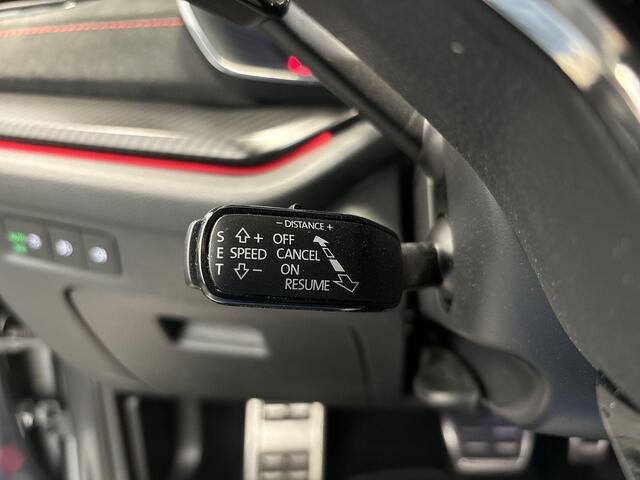 − DISTANCE +
S + OFF
E SPEED CANCEL
T − ON
RESUME